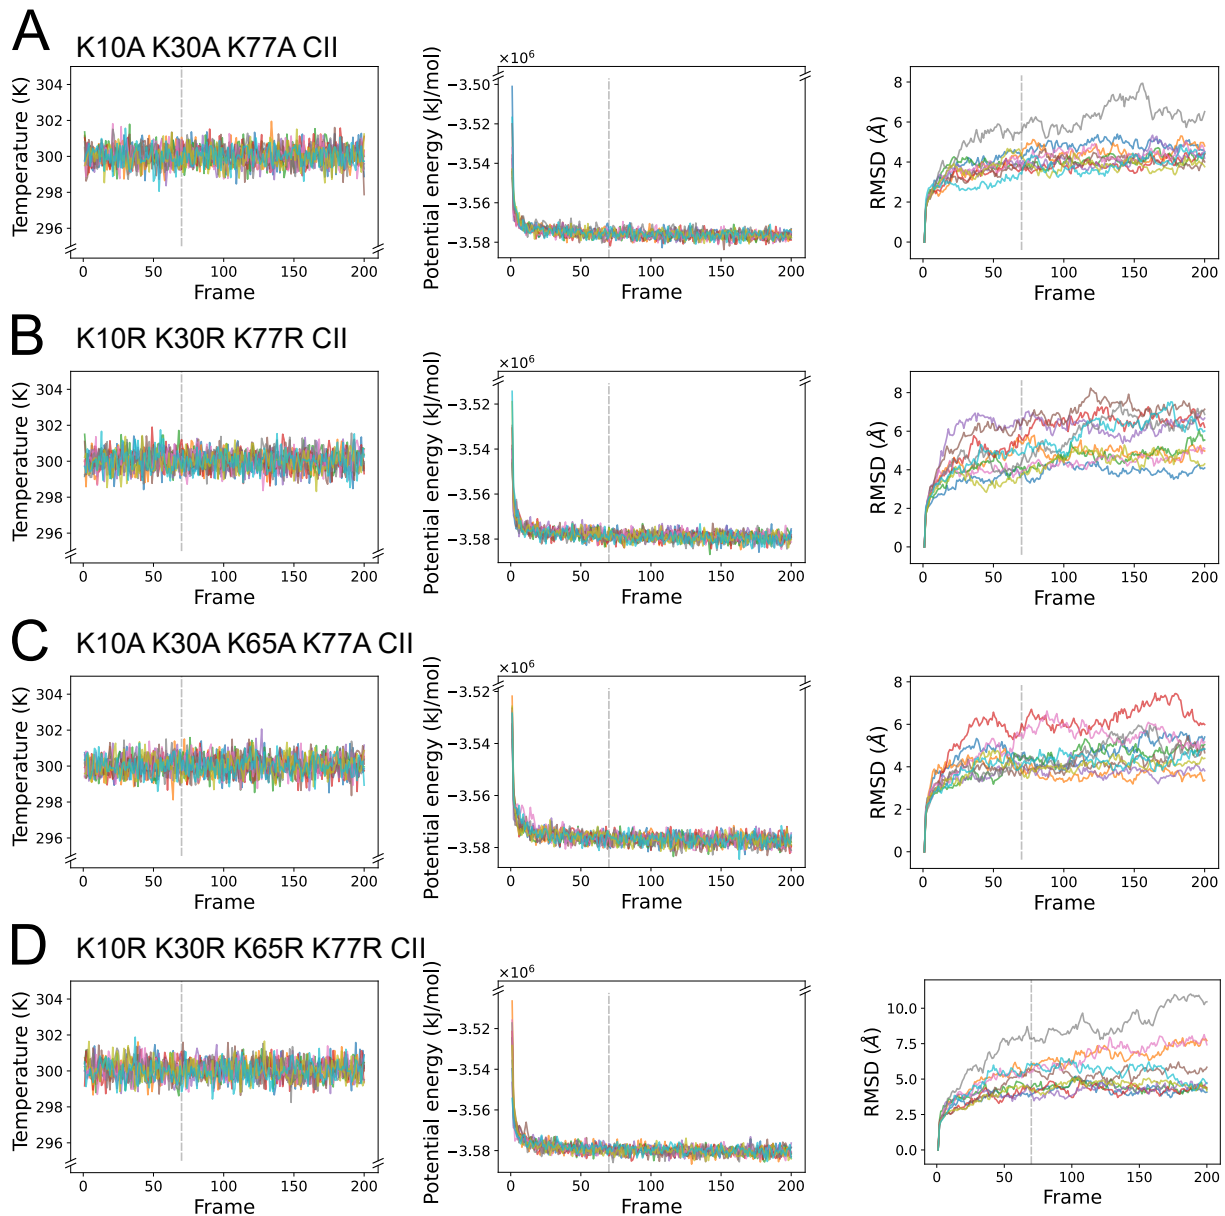 A
K10A K30A K77A CII
Temperature (K)
304
302
300
298
296
0 50 100 150 200
Frame
×10⁶
Potential energy (kJ/mol)
−3.50
−3.52
−3.54
−3.56
−3.58
0 50 100 150 200
Frame
RMSD (Å)
8
6
4
2
0
0 50 100 150 200
Frame
B
K10R K30R K77R CII
Temperature (K)
304
302
300
298
296
0 50 100 150 200
Frame
×10⁶
Potential energy (kJ/mol)
−3.52
−3.54
−3.56
−3.58
0 50 100 150 200
Frame
RMSD (Å)
8
6
4
2
0
0 50 100 150 200
Frame
C
K10A K30A K65A K77A CII
Temperature (K)
304
302
300
298
296
0 50 100 150 200
Frame
×10⁶
Potential energy (kJ/mol)
−3.52
−3.54
−3.56
−3.58
0 50 100 150 200
Frame
RMSD (Å)
8
6
4
2
0
0 50 100 150 200
Frame
D
K10R K30R K65R K77R CII
Temperature (K)
304
302
300
298
296
0 50 100 150 200
Frame
×10⁶
Potential energy (kJ/mol)
−3.52
−3.54
−3.56
−3.58
0 50 100 150 200
Frame
RMSD (Å)
10.0
7.5
5.0
2.5
0.0
0 50 100 150 200
Frame